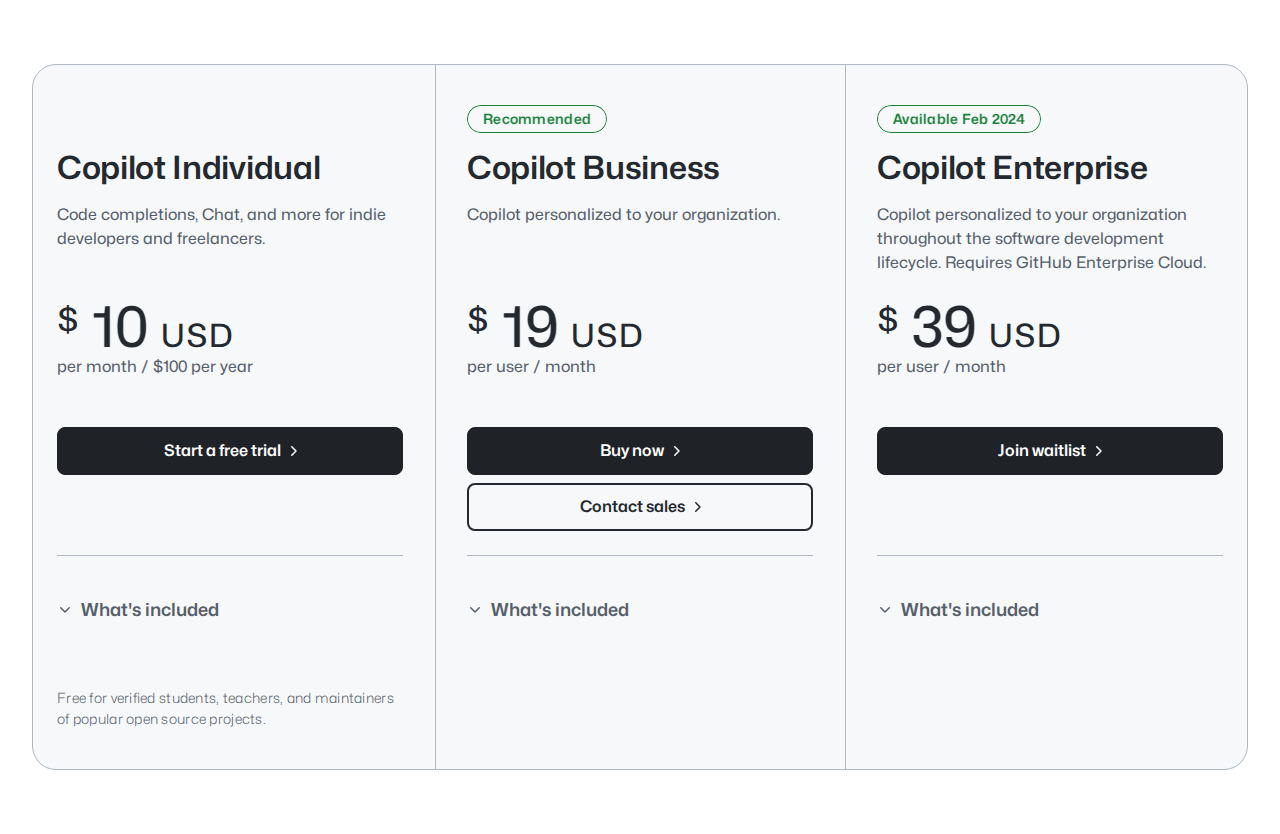 Copilot Individual
Code completions, Chat, and more for indie
developers and freelancers.
$ 10 USD
per month / $100 per year
Start a free trial
What's included
Free for verified students, teachers, and maintainers
of popular open source projects.
Recommended
Copilot Business
Copilot personalized to your organization.
$ 19 USD
per user / month
Buy now
Contact sales
What's included
Available Feb 2024
Copilot Enterprise
Copilot personalized to your organization
throughout the software development
lifecycle. Requires GitHub Enterprise Cloud.
$ 39 USD
per user / month
Join waitlist
What's included